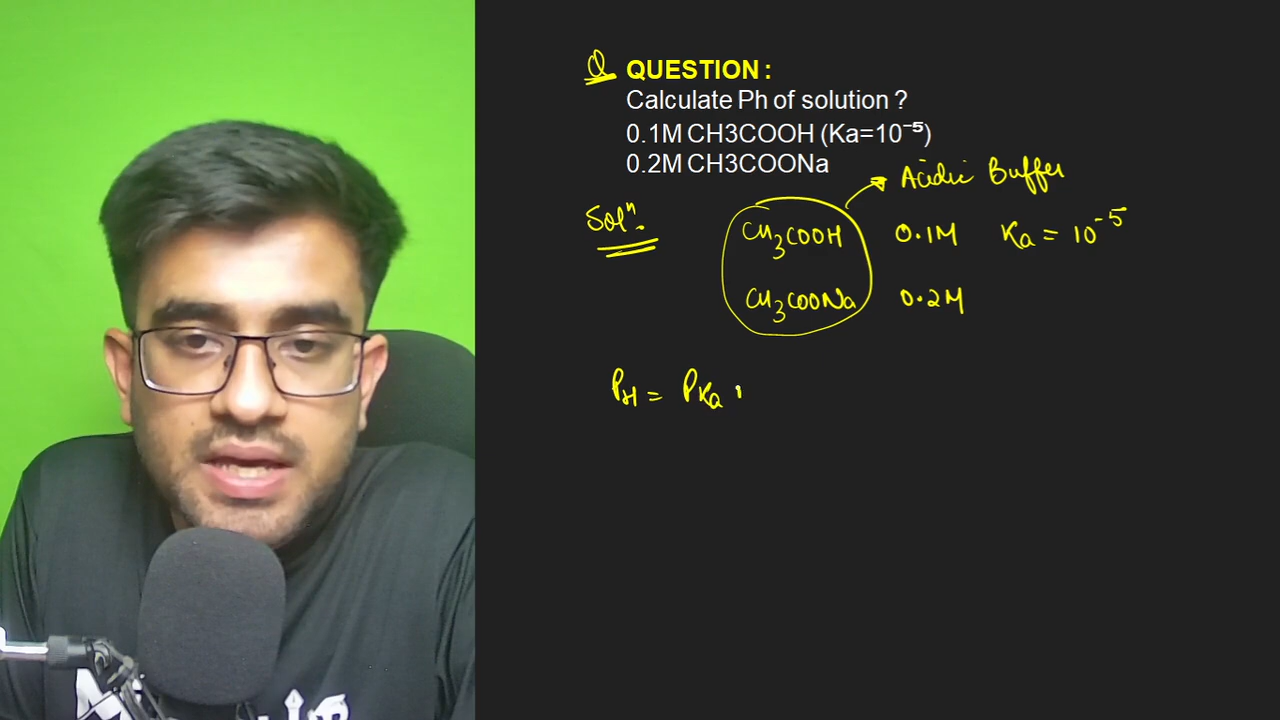 Q QUESTION :
Calculate Ph of solution ?
0.1M CH3COOH (Ka=10⁻⁵)
0.2M CH3COONa
Acidic Buffer
Solⁿ.
CH₃COOH 0.1M Ka = 10⁻⁵
CH₃COONa 0.2M
PH = PKa